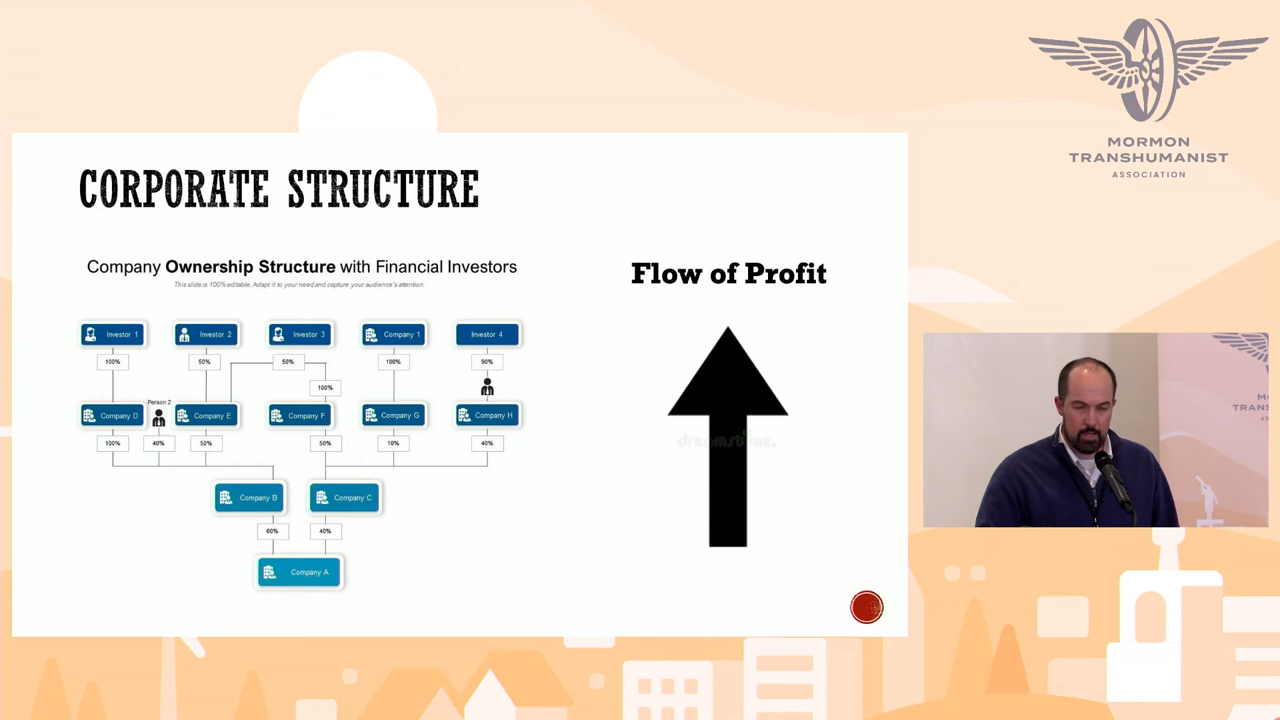 MORMON
TRANSHUMANIST
ASSOCIATION
CORPORATE STRUCTURE
Company Ownership Structure with Financial Investors
This slide is 100% editable. Adapt it to your need and capture your audience's attention.
Flow of Profit
Investor 1
Investor 2
Investor 3
Company 1
Investor 4
100%
50%
50%
100%
90%
100%
Person 2
Company D
Company E
Company F
Company G
Company H
100%
40%
50%
50%
10%
40%
Company B
Company C
60%
40%
Company A
dreamstime.